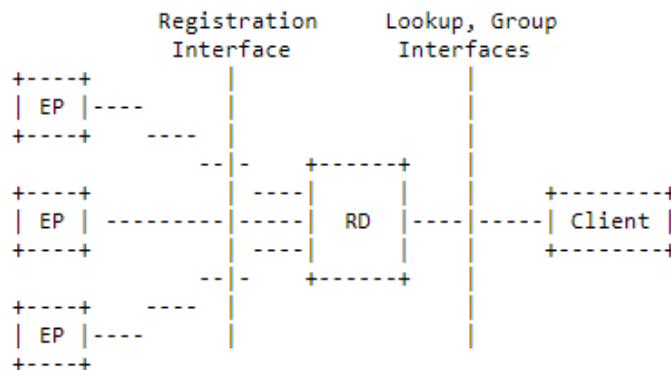 Registration Lookup, Group
Interface Interfaces
EP
EP RD Client
EP